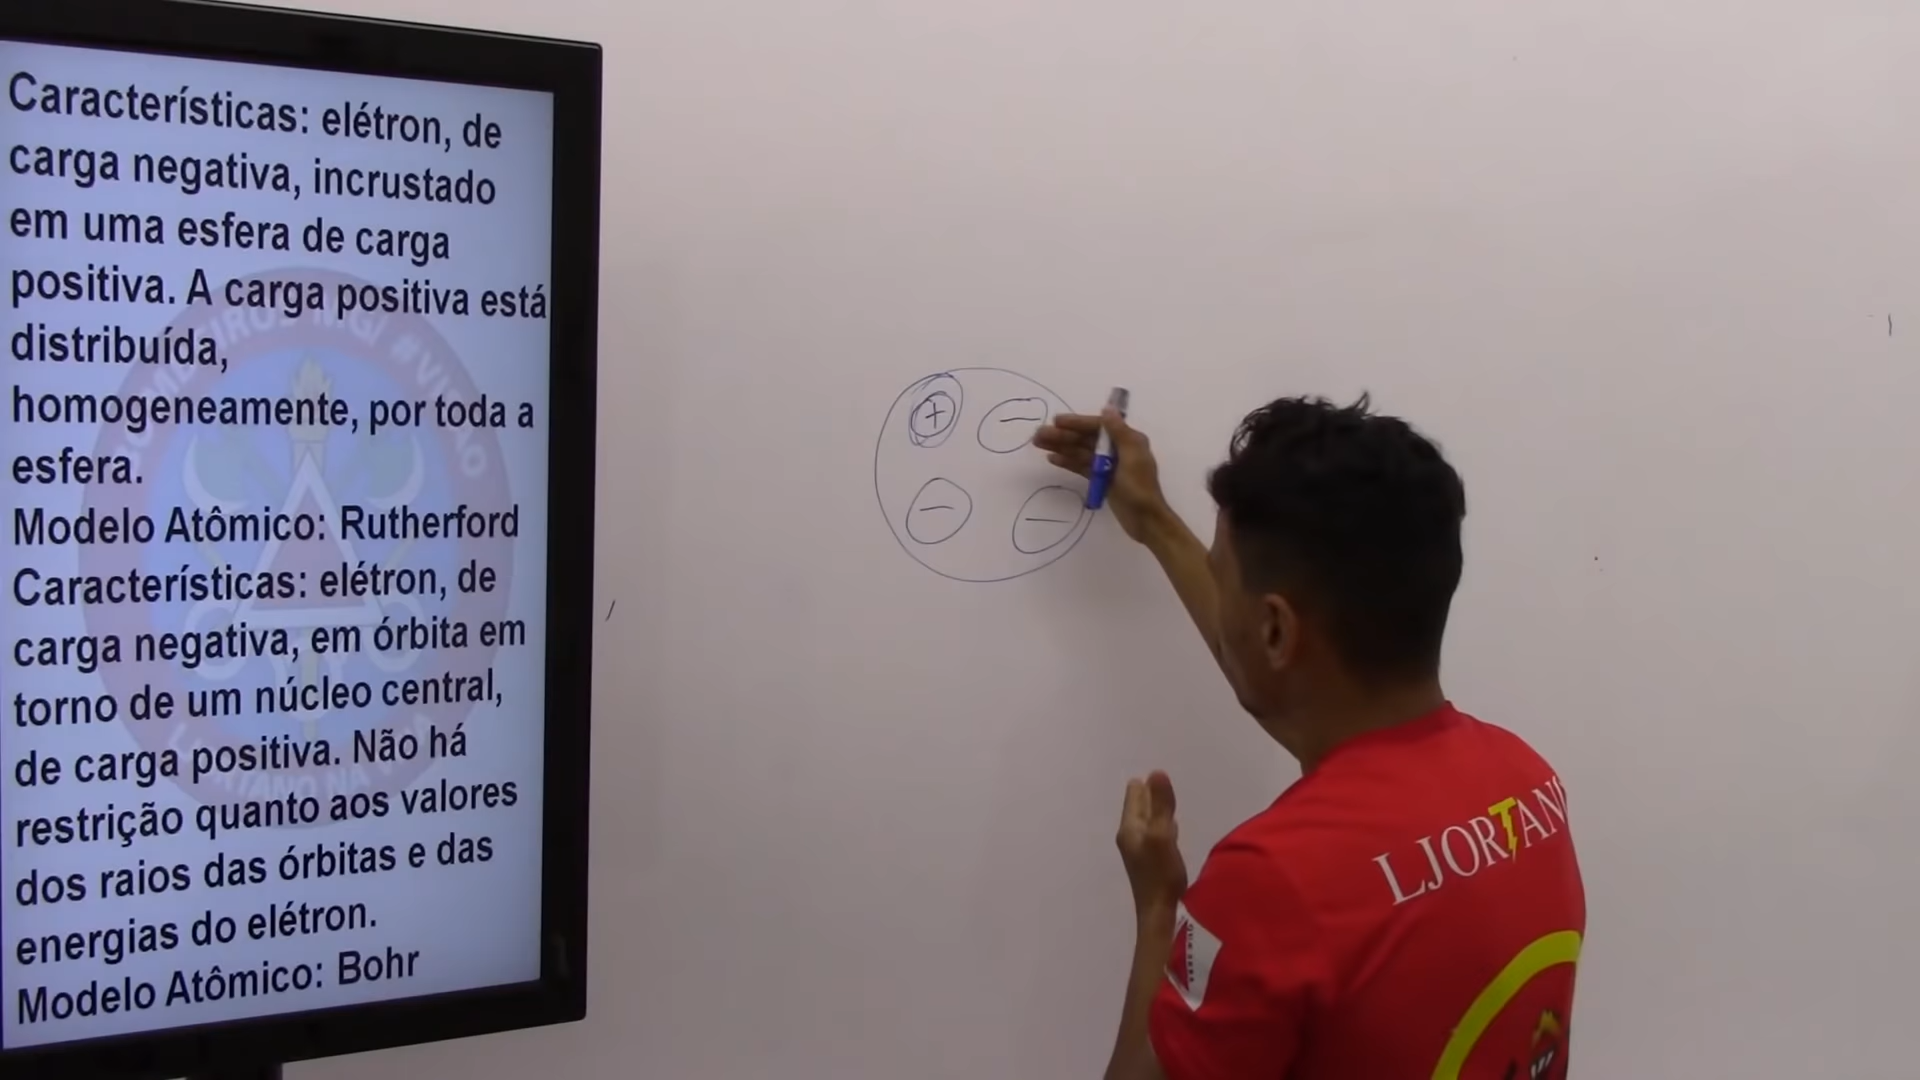 Características: elétron, de
carga negativa, incrustado
em uma esfera de carga
positiva. A carga positiva está
distribuída,
homogeneamente, por toda a
esfera.
Modelo Atômico: Rutherford
Características: elétron, de
carga negativa, em órbita em
torno de um núcleo central,
de carga positiva. Não há
restrição quanto aos valores
dos raios das órbitas e das
energias do elétron.
Modelo Atômico: Bohr
+ −
− −
LJORTAN